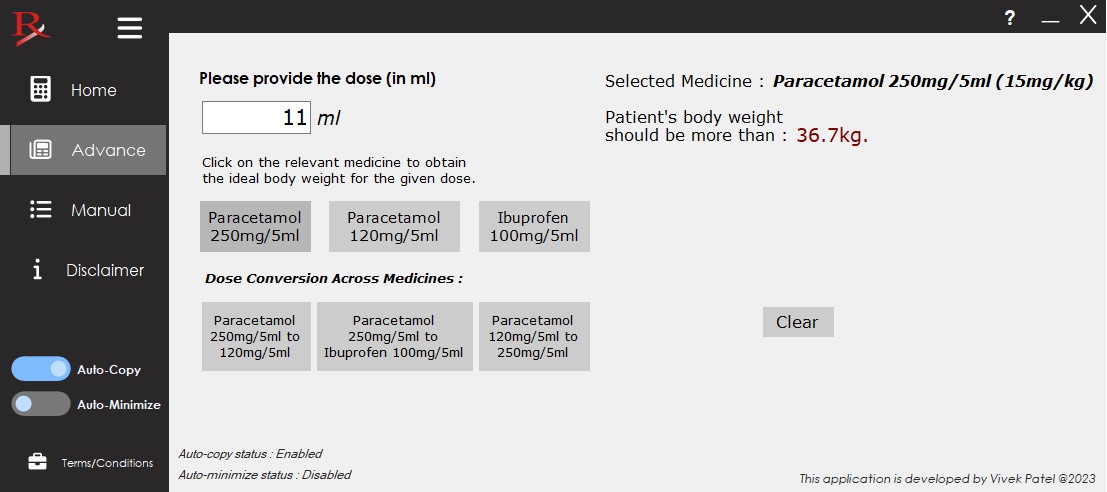 Rx
?
Home
Advance
Manual
Disclaimer
Auto-Copy
Auto-Minimize
Terms/Conditions
Please provide the dose (in ml)
11 ml
Click on the relevant medicine to obtain
the ideal body weight for the given dose.
Paracetamol
250mg/5ml
Paracetamol
120mg/5ml
Ibuprofen
100mg/5ml
Dose Conversion Across Medicines :
Paracetamol
250mg/5ml to
120mg/5ml
Paracetamol
250mg/5ml to
Ibuprofen 100mg/5ml
Paracetamol
120mg/5ml to
250mg/5ml
Selected Medicine : Paracetamol 250mg/5ml (15mg/kg)
Patient's body weight
should be more than : 36.7kg.
Clear
Auto-copy status : Enabled
Auto-minimize status : Disabled
This application is developed by Vivek Patel @2023